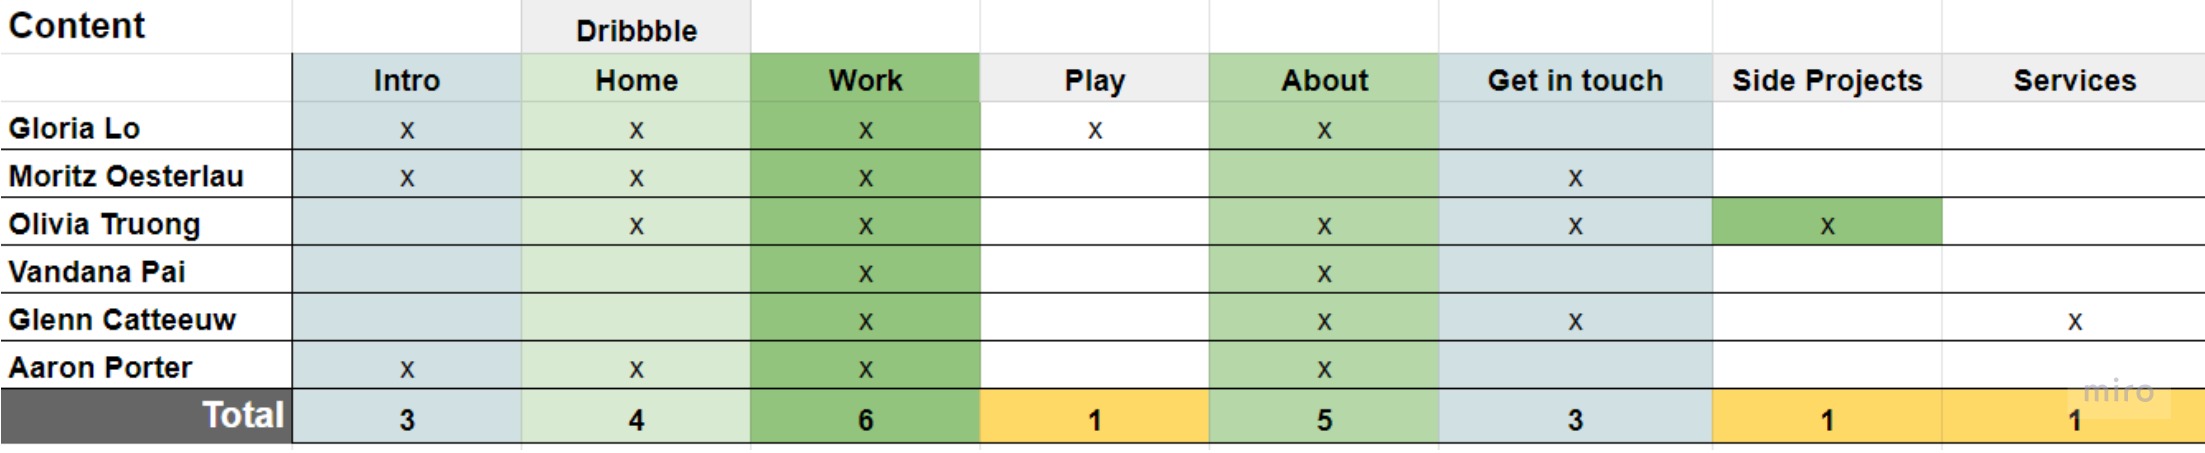 Content Dribbble
Intro Home Work Play About Get in touch Side Projects Services
Gloria Lo x x x x x
Moritz Oesterlau x x x x
Olivia Truong x x x x x
Vandana Pai x x
Glenn Catteeuw x x x x
Aaron Porter x x x x
Total 3 4 6 1 5 3 1 1
miro